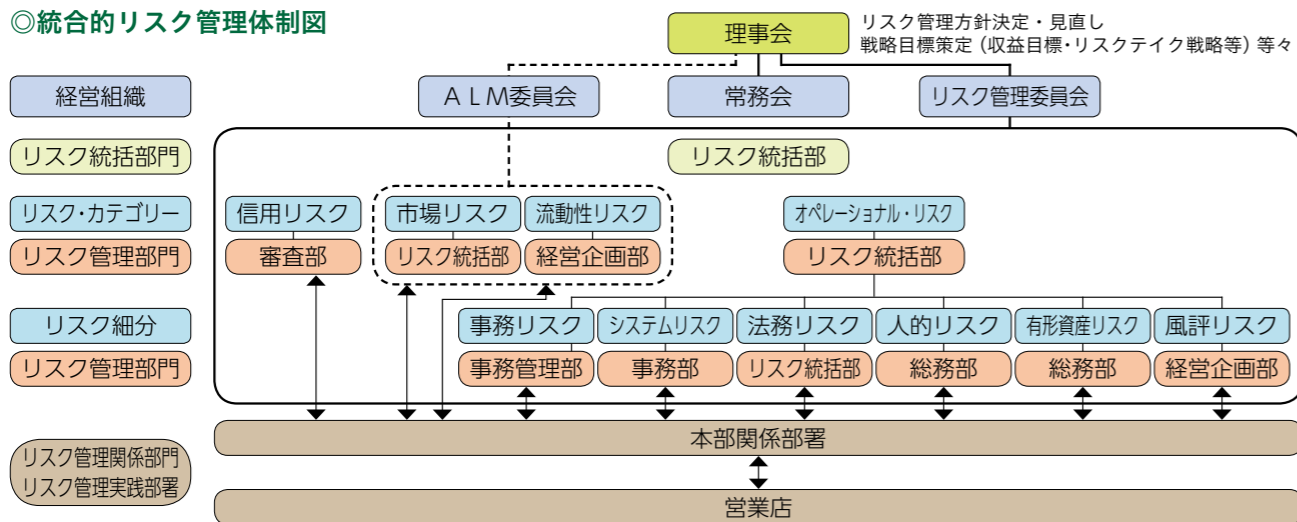 ◎統合的リスク管理体制図
理事会
リスク管理方針決定・見直し
戦略目標策定(収益目標・リスクテイク戦略等)等々
経営組織
ALM委員会
常務会
リスク管理委員会
リスク統括部門
リスク統括部
リスク・カテゴリー
信用リスク
市場リスク
流動性リスク
オペレーショナル・リスク
リスク管理部門
審査部
リスク統括部
経営企画部
リスク統括部
リスク細分
事務リスク
システムリスク
法務リスク
人的リスク
有形資産リスク
風評リスク
リスク管理部門
事務管理部
事務部
リスク統括部
総務部
総務部
経営企画部
リスク管理関係部門
リスク管理実践部署
本部関係部署
営業店